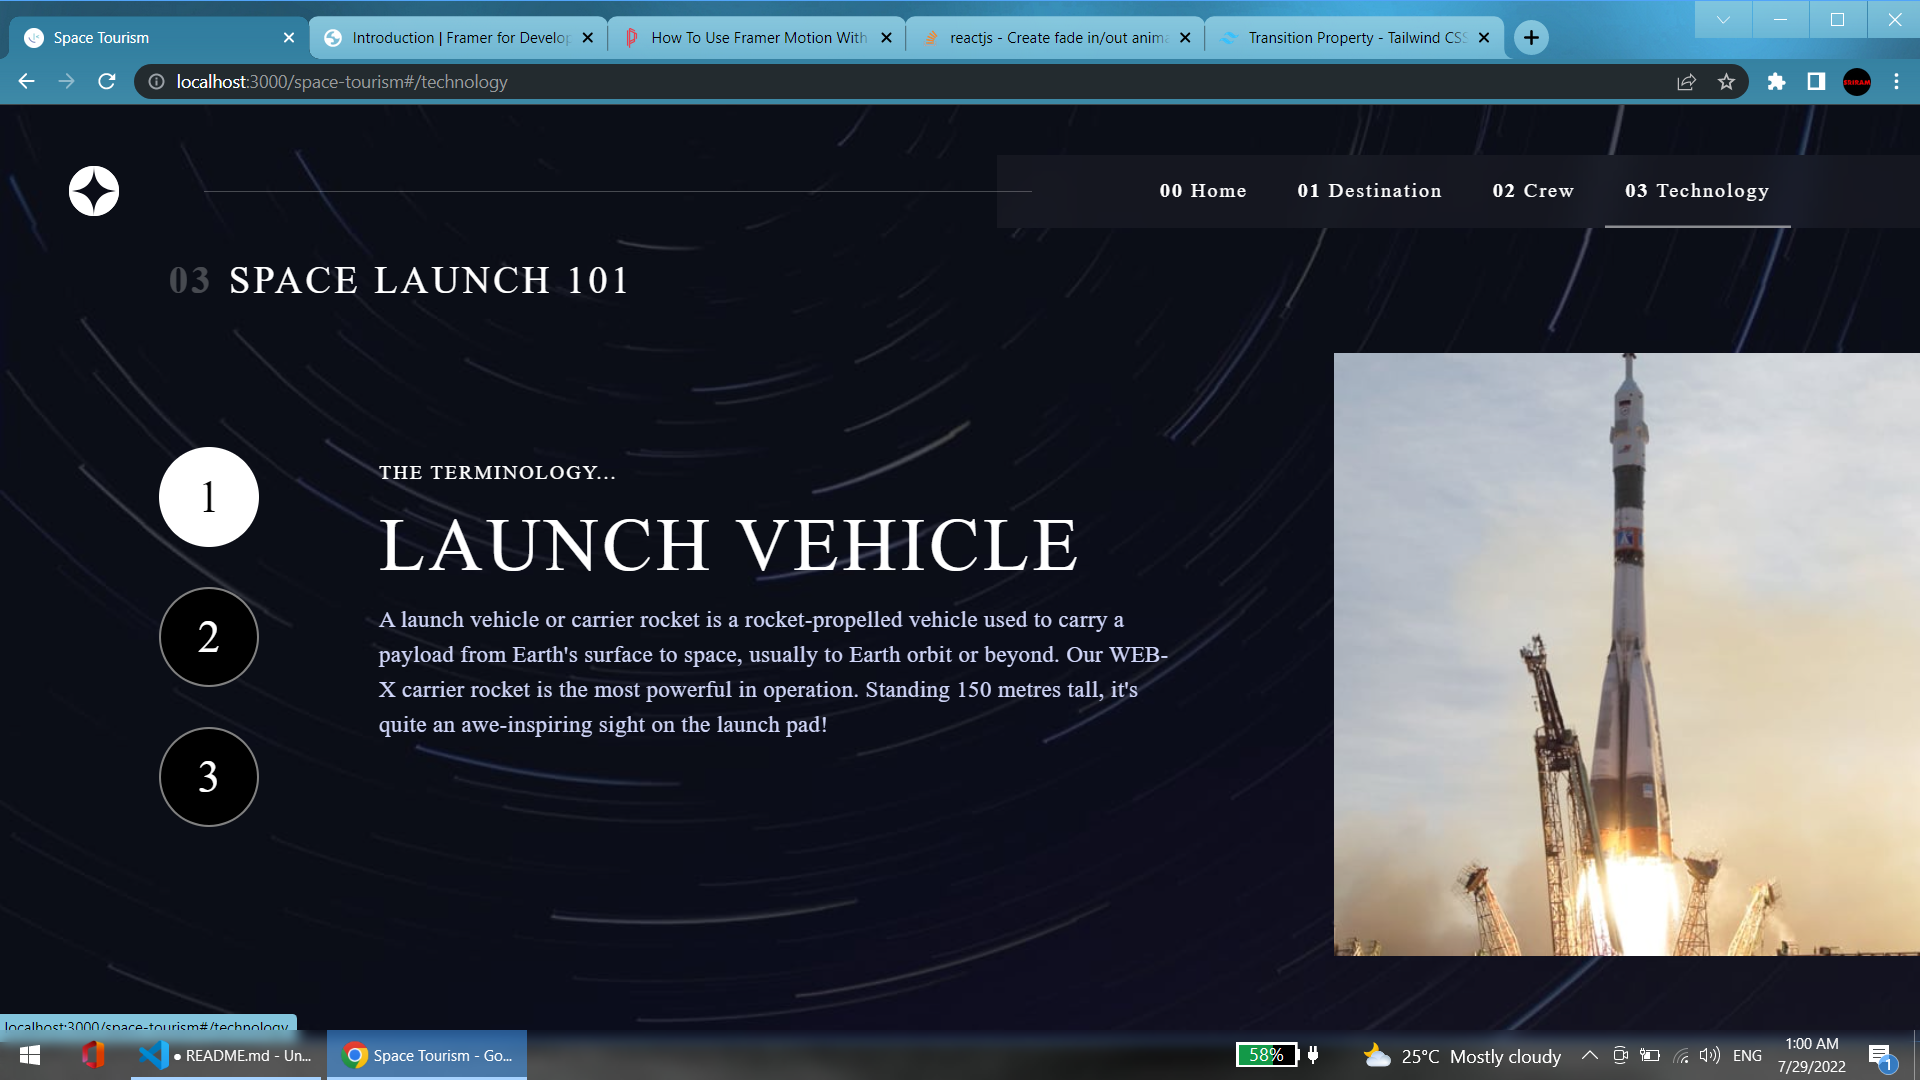 Space Tourism
Introduction | Framer for Develop
How To Use Framer Motion With
reactjs - Create fade in/out anima
Transition Property - Tailwind CSS
localhost:3000/space-tourism#/technology
00 Home
01 Destination
02 Crew
03 Technology
03 SPACE LAUNCH 101
1
2
3
THE TERMINOLOGY...
LAUNCH VEHICLE
A launch vehicle or carrier rocket is a rocket-propelled vehicle used to carry a
payload from Earth's surface to space, usually to Earth orbit or beyond. Our WEB-
X carrier rocket is the most powerful in operation. Standing 150 metres tall, it's
quite an awe-inspiring sight on the launch pad!
localhost:3000/space-tourism#/technology
● README.md - Un...
Space Tourism - Go...
58%
25°C Mostly cloudy
ENG
1:00 AM
7/29/2022
1